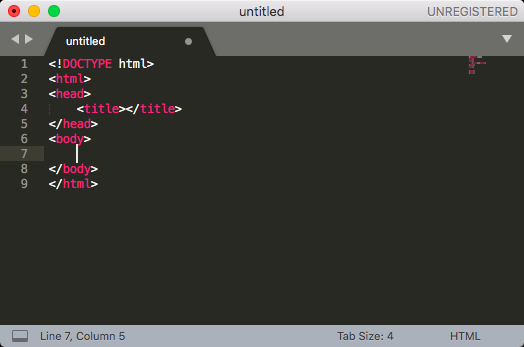 untitled
UNREGISTERED
untitled
1 <!DOCTYPE html>
2 <html>
3 <head>
4     <title></title>
5 </head>
6 <body>
7
8 </body>
9 </html>
Line 7, Column 5
Tab Size: 4
HTML